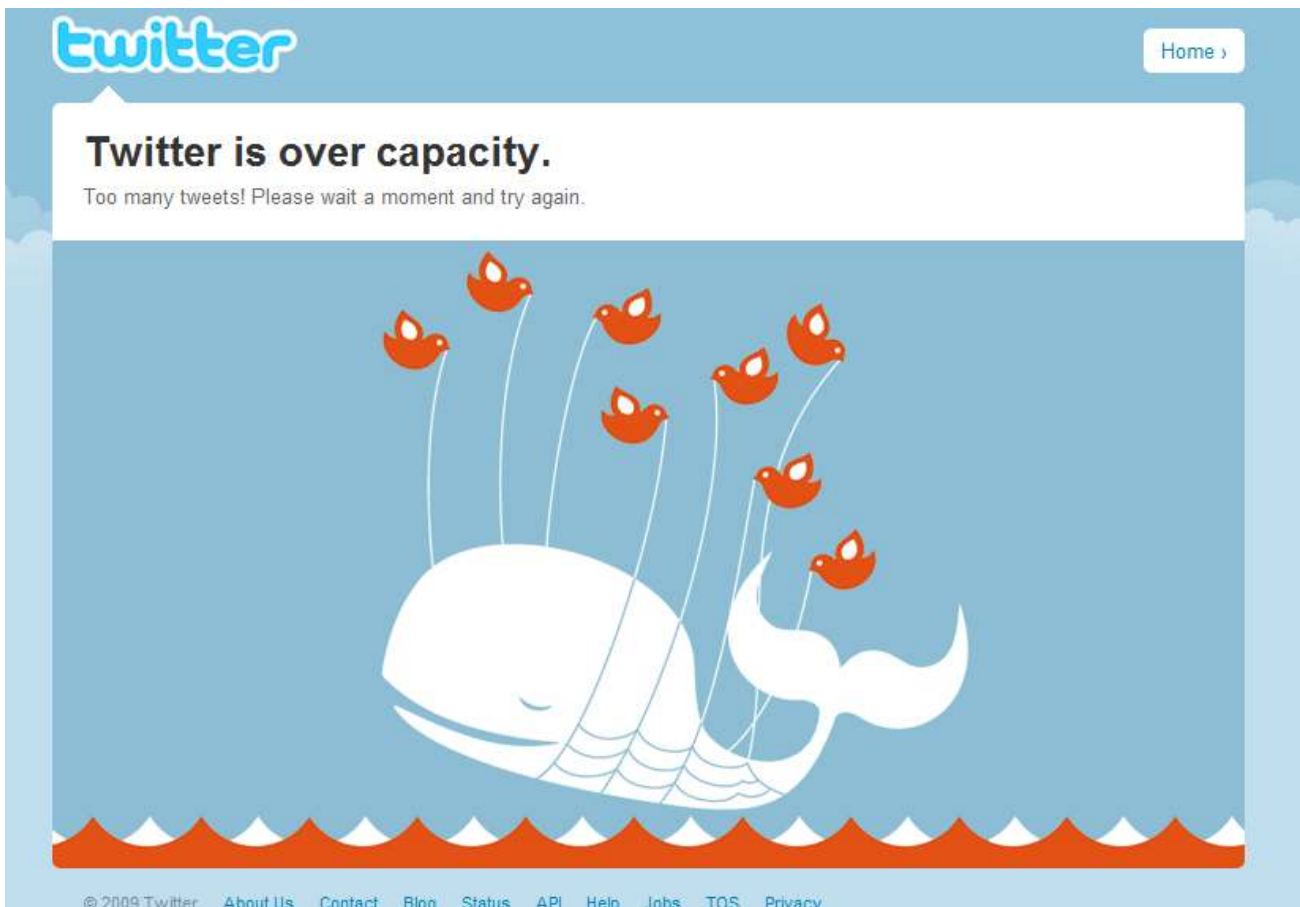 twitter
Home ›
Twitter is over capacity.
Too many tweets! Please wait a moment and try again.
© 2009 Twitter About Us Contact Blog Status API Help Jobs TOS Privacy